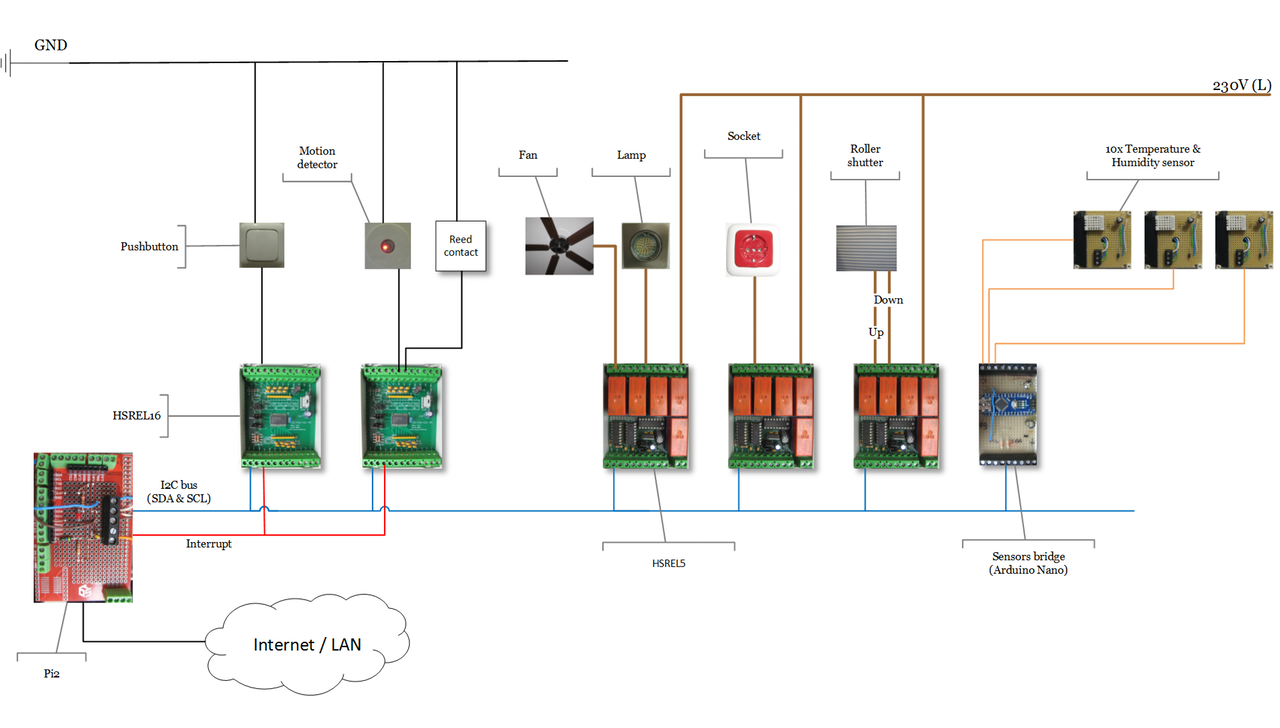 GND
230V (L)
Socket
Motion
detector
Fan
Lamp
Roller
shutter
10x Temperature &
Humidity sensor
Pushbutton
Reed
contact
Down
Up
HSREL16
I2C bus
(SDA & SCL)
Interrupt
HSREL5
Sensors bridge
(Arduino Nano)
Internet / LAN
Pi2